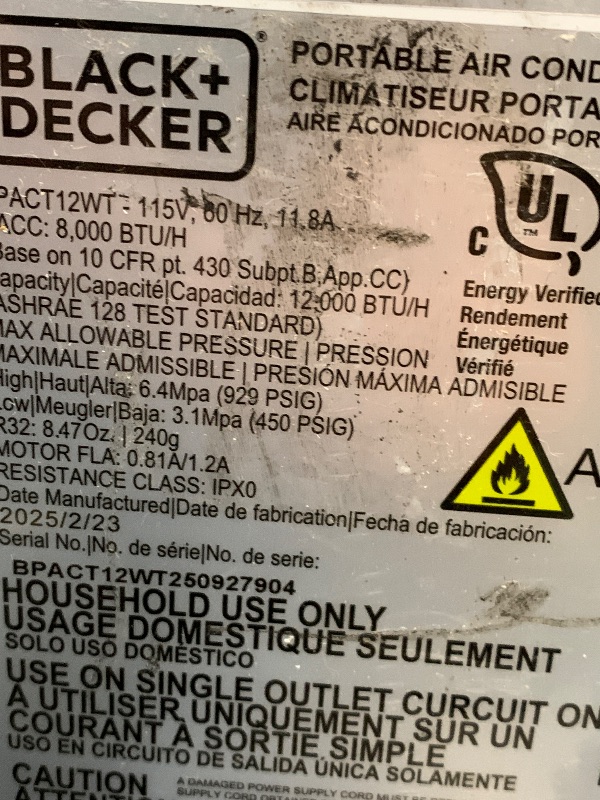 BLACK+
DECKER®
PORTABLE AIR COND
CLIMATISEUR PORTA
AIRE ACONDICIONADO POR
PACT12WT - 115V, 60 Hz, 11.8A
ACC: 8,000 BTU/H
Base on 10 CFR pt. 430 Subpt.B,App.CC)
apacity|Capacité|Capacidad: 12,000 BTU/H
ASHRAE 128 TEST STANDARD)
MAX ALLOWABLE PRESSURE | PRESSION
MAXIMALE ADMISSIBLE | PRESIÓN MÁXIMA ADMISIBLE
High|Haut|Alta: 6.4Mpa (929 PSIG)
Low|Meugler|Baja: 3.1Mpa (450 PSIG)
R32: 8.47Oz. | 240g
MOTOR FLA: 0.81A/1.2A
RESISTANCE CLASS: IPX0
Date Manufactured|Date de fabrication|Fecha de fabricación:
2025/2/23
Serial No.|No. de série|No. de serie:
BPACT12WT250927904
C UL ™
Energy Verified
Rendement
Énergétique
Vérifié
A
HOUSEHOLD USE ONLY
USAGE DOMESTIQUE SEULEMENT
SOLO USO DOMÉSTICO
USE ON SINGLE OUTLET CURCUIT ON
A UTILISER UNIQUEMENT SUR UN
COURANT À SORTIE SIMPLE
USO EN CIRCUITO DE SALIDA ÚNICA SOLAMENTE
CAUTION
A DAMAGED POWER SUPPLY CORD MUST BE
SUPPLY CORD